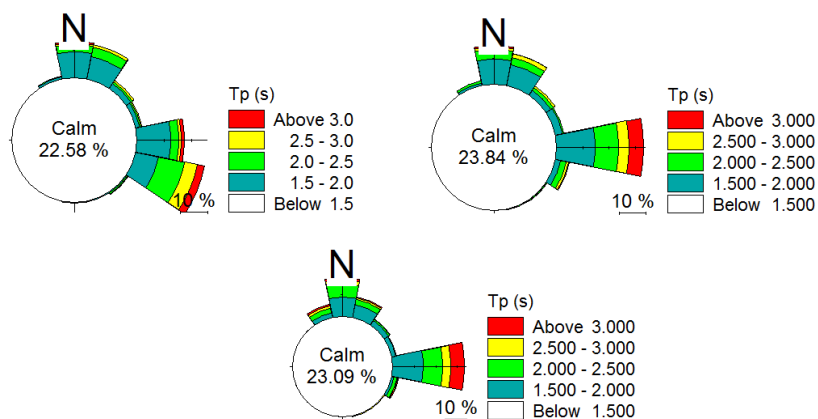 N
Calm
22.58 %
10 %
Tp (s)
Above 3.0
2.5 - 3.0
2.0 - 2.5
1.5 - 2.0
Below 1.5
N
Calm
23.84 %
10 %
Tp (s)
Above 3.000
2.500 - 3.000
2.000 - 2.500
1.500 - 2.000
Below 1.500
N
Calm
23.09 %
10 %
Tp (s)
Above 3.000
2.500 - 3.000
2.000 - 2.500
1.500 - 2.000
Below 1.500